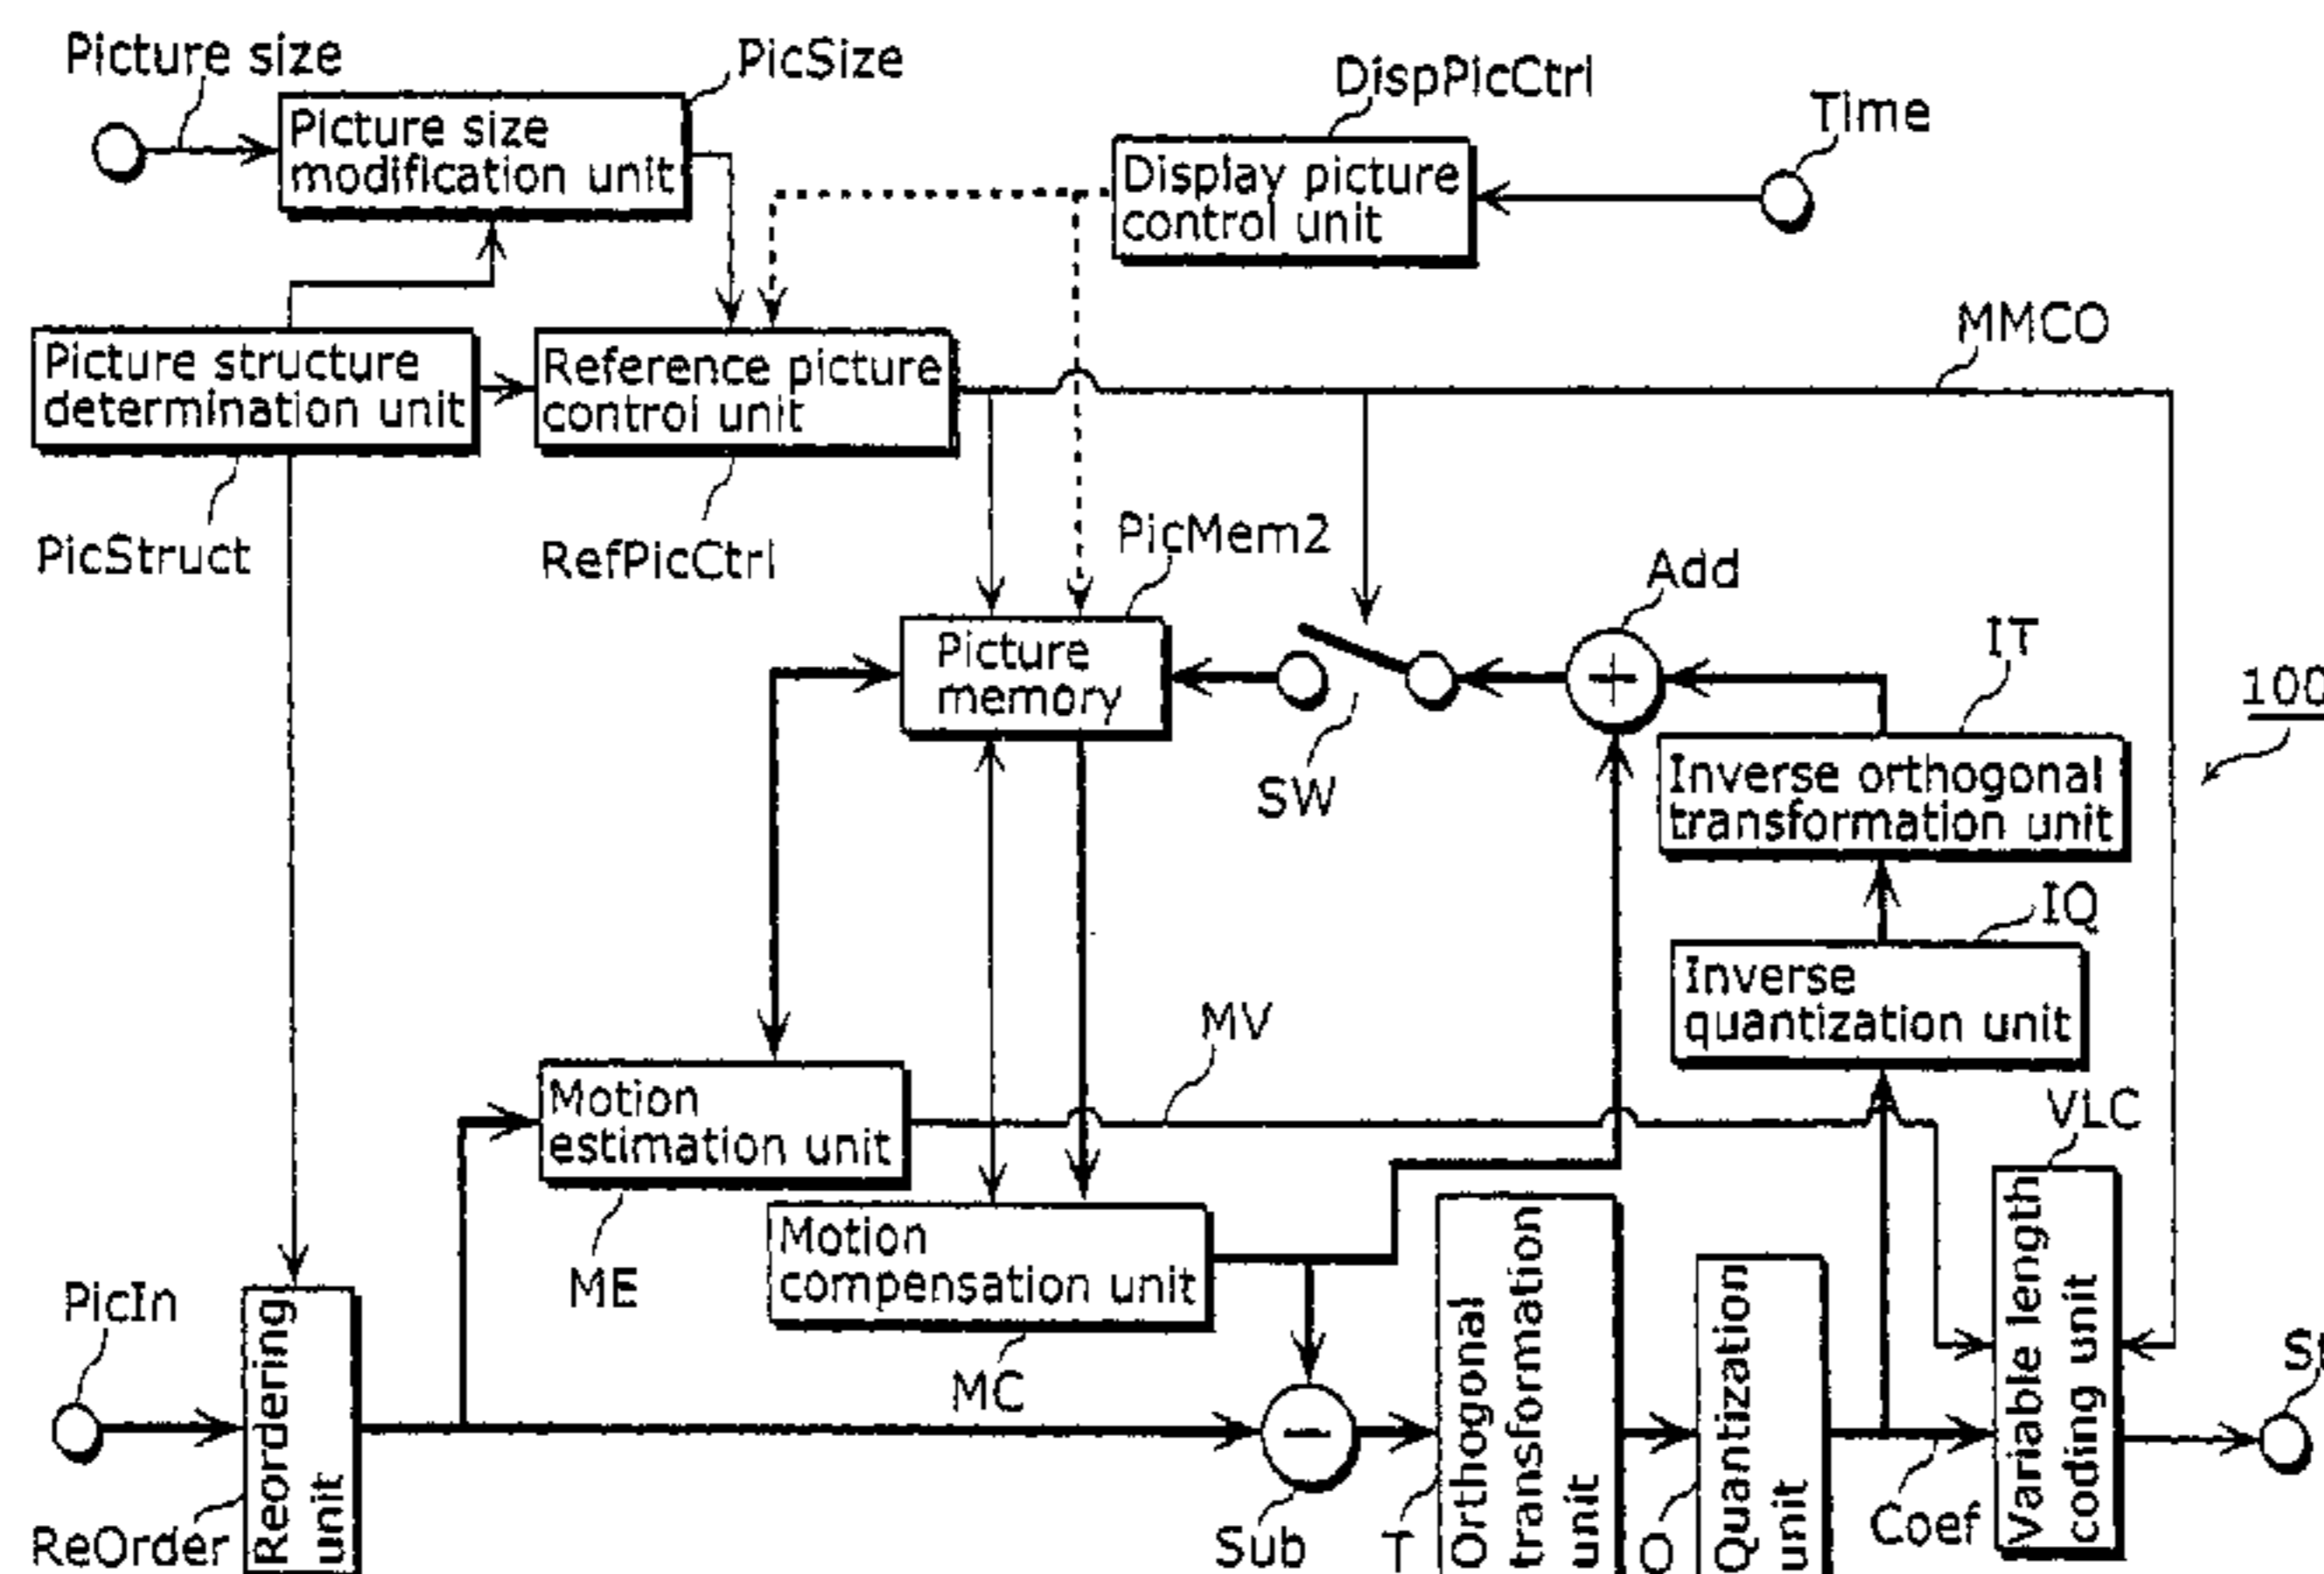 Picture size
PicSize
DispPicCtrl
Time
Picture size
modification unit
Display picture
control unit
MMCO
Picture structure
determination unit
Reference picture
control unit
PicStruct
RefPicCtrl
PicMem2
Add
IT
Picture
memory
100
SW
Inverse orthogonal
transformation unit
IQ
Inverse
quantization unit
MV
VLC
Motion
estimation unit
Motion
compensation unit
ME
MC
PicIn
Reordering
unit
ReOrder
Sub
T
Orthogonal
transformation
unit
Quantization
unit
Coef
Variable length
coding unit